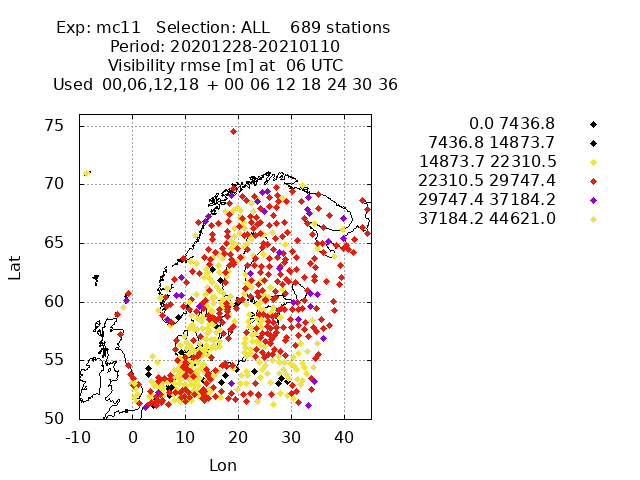 Exp: mc11 Selection: ALL 689 stations
Period: 20201228-20210110
Visibility rmse [m] at 06 UTC
Used 00,06,12,18 + 00 06 12 18 24 30 36
0.0 7436.8
7436.8 14873.7
14873.7 22310.5
22310.5 29747.4
29747.4 37184.2
37184.2 44621.0
75
70
65
60
55
50
Lat
-10 0 10 20 30 40
Lon